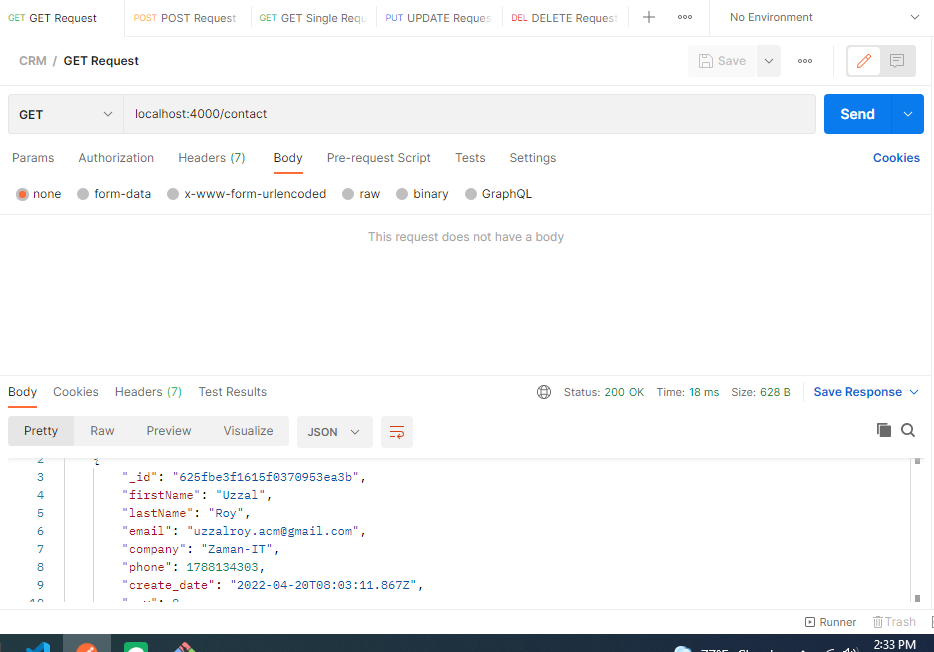 GET GET Request POST POST Request GET GET Single Requ PUT UPDATE Reques DEL DELETE Request No Environment
CRM / GET Request Save
GET localhost:4000/contact Send
Params Authorization Headers (7) Body Pre-request Script Tests Settings Cookies
none form-data x-www-form-urlencoded raw binary GraphQL
This request does not have a body
Body Cookies Headers (7) Test Results Status: 200 OK Time: 18 ms Size: 628 B Save Response
Pretty Raw Preview Visualize JSON
2 {
3 "_id": "625fbe3f1615f0370953ea3b",
4 "firstName": "Uzzal",
5 "lastName": "Roy",
6 "email": "uzzalroy.acm@gmail.com",
7 "company": "Zaman-IT",
8 "phone": 1788134303,
9 "create_date": "2022-04-20T08:03:11.867Z",
10
Runner Trash
2:33 PM